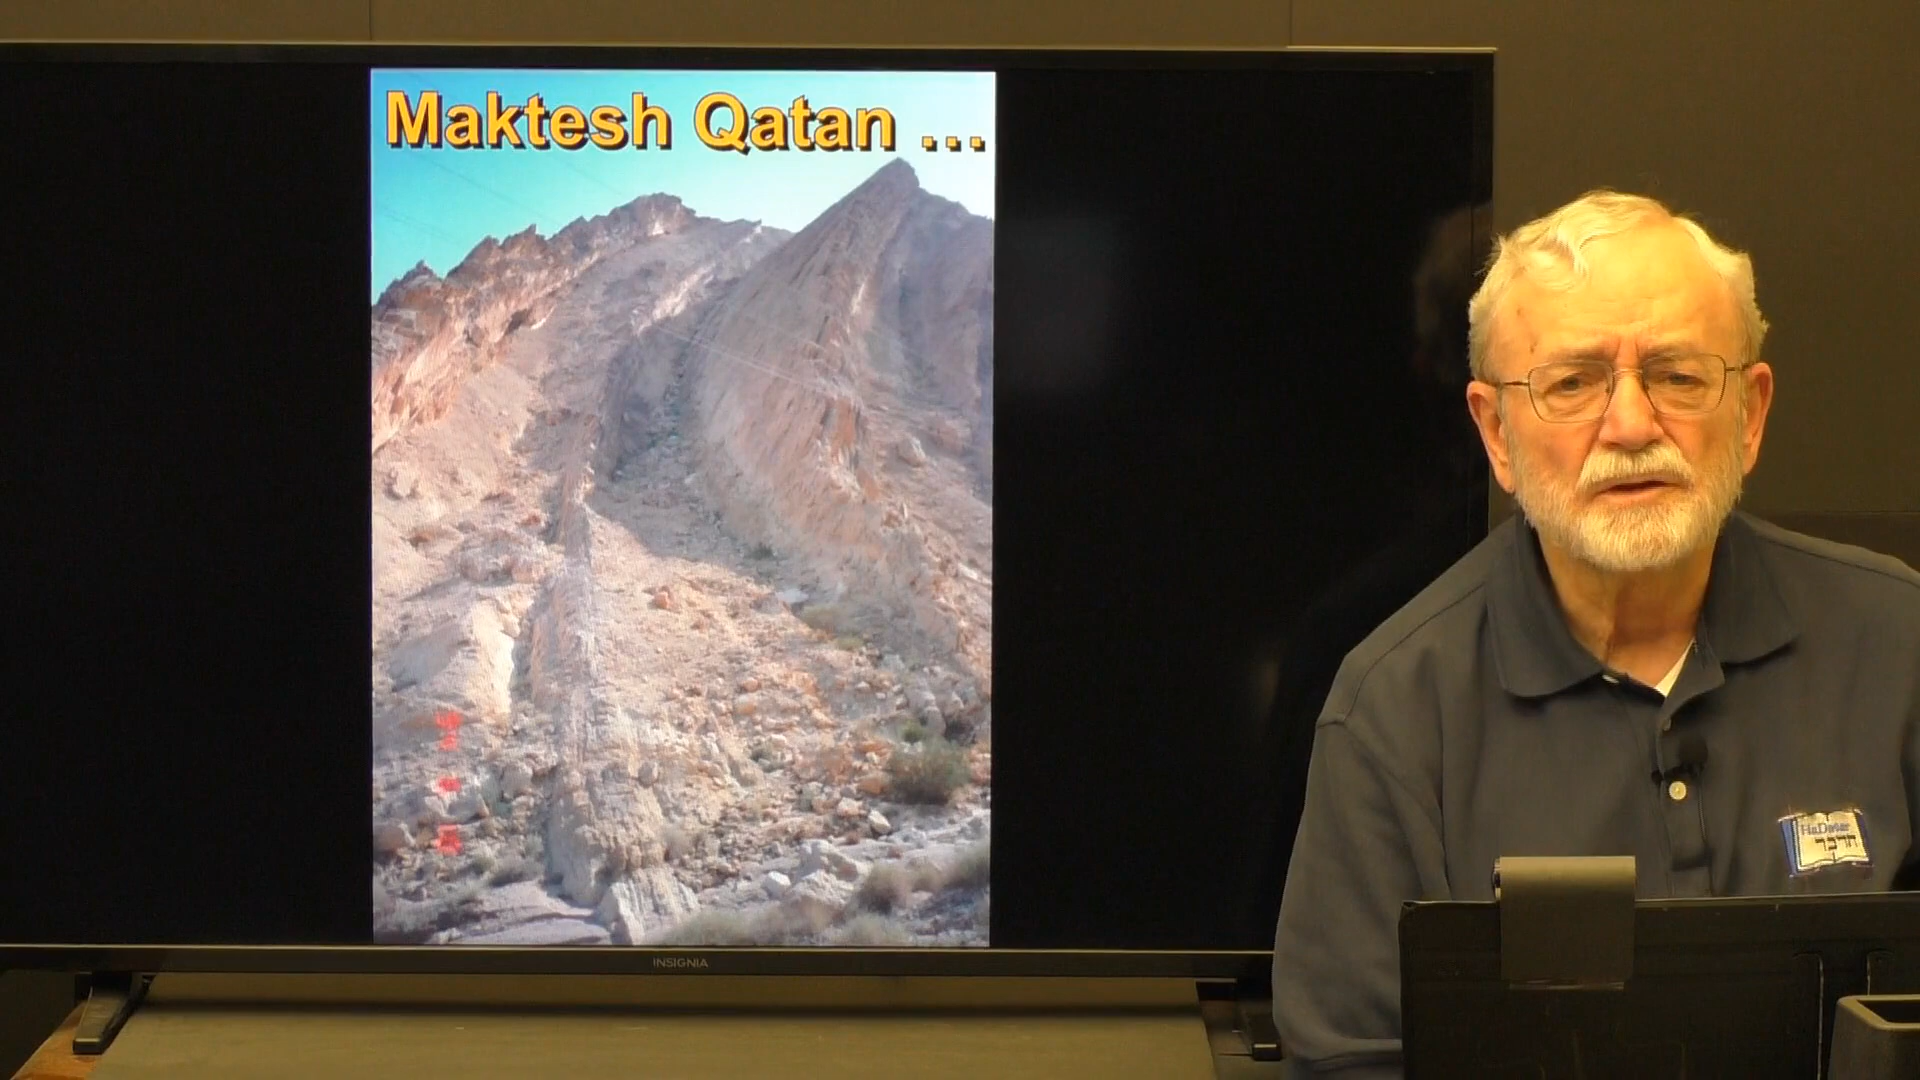 Maktesh Qatan ...
INSIGNIA
HaDavar
הדבר